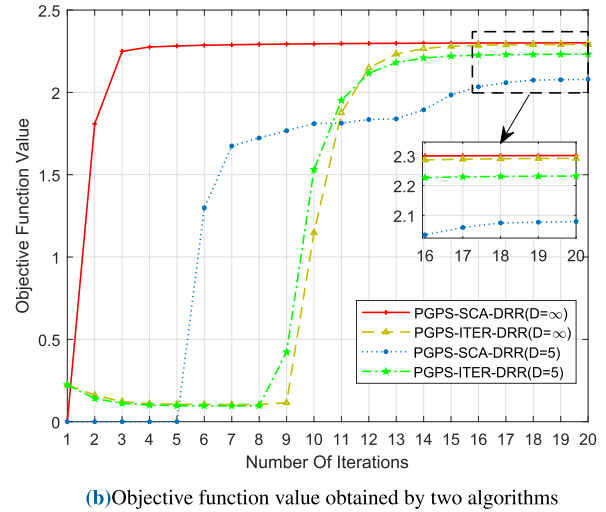 2.5
2
1.5
1
0.5
0
Objective Function Value
2.3
2.2
2.1
16 17 18 19 20
PGPS-SCA-DRR(D=∞)
PGPS-ITER-DRR(D=∞)
PGPS-SCA-DRR(D=5)
PGPS-ITER-DRR(D=5)
1 2 3 4 5 6 7 8 9 10 11 12 13 14 15 16 17 18 19 20
Number Of Iterations
(b)Objective function value obtained by two algorithms